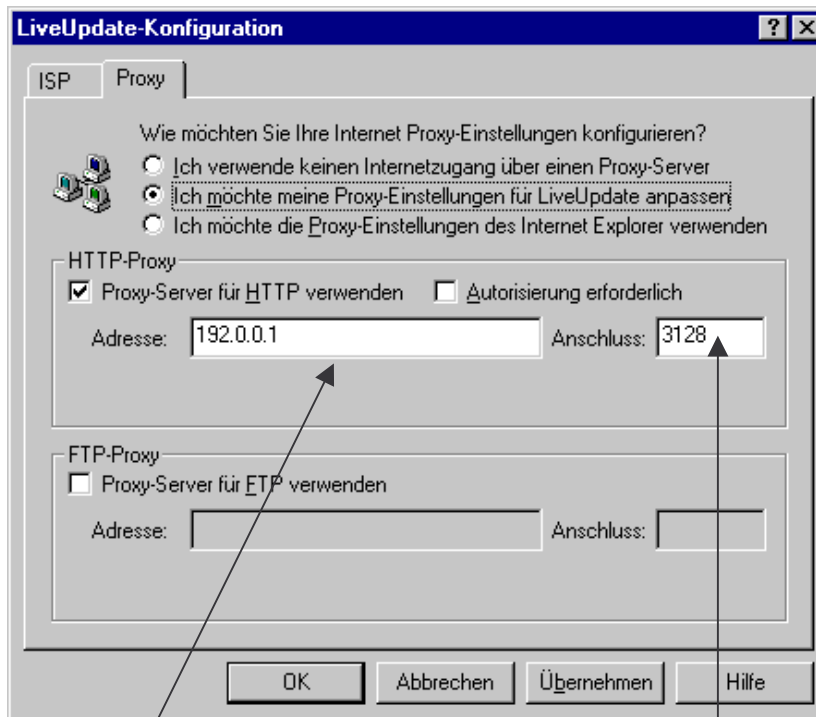 LiveUpdate-Konfiguration
ISP Proxy
Wie möchten Sie Ihre Internet Proxy-Einstellungen konfigurieren?
Ich verwende keinen Internetzugang über einen Proxy-Server
Ich möchte meine Proxy-Einstellungen für LiveUpdate anpassen
Ich möchte die Proxy-Einstellungen des Internet Explorer verwenden
HTTP-Proxy
Proxy-Server für HTTP verwenden Autorisierung erforderlich
Adresse: 192.0.0.1 Anschluss: 3128
FTP-Proxy
Proxy-Server für FTP verwenden
Adresse: Anschluss:
OK Abbrechen Übernehmen Hilfe